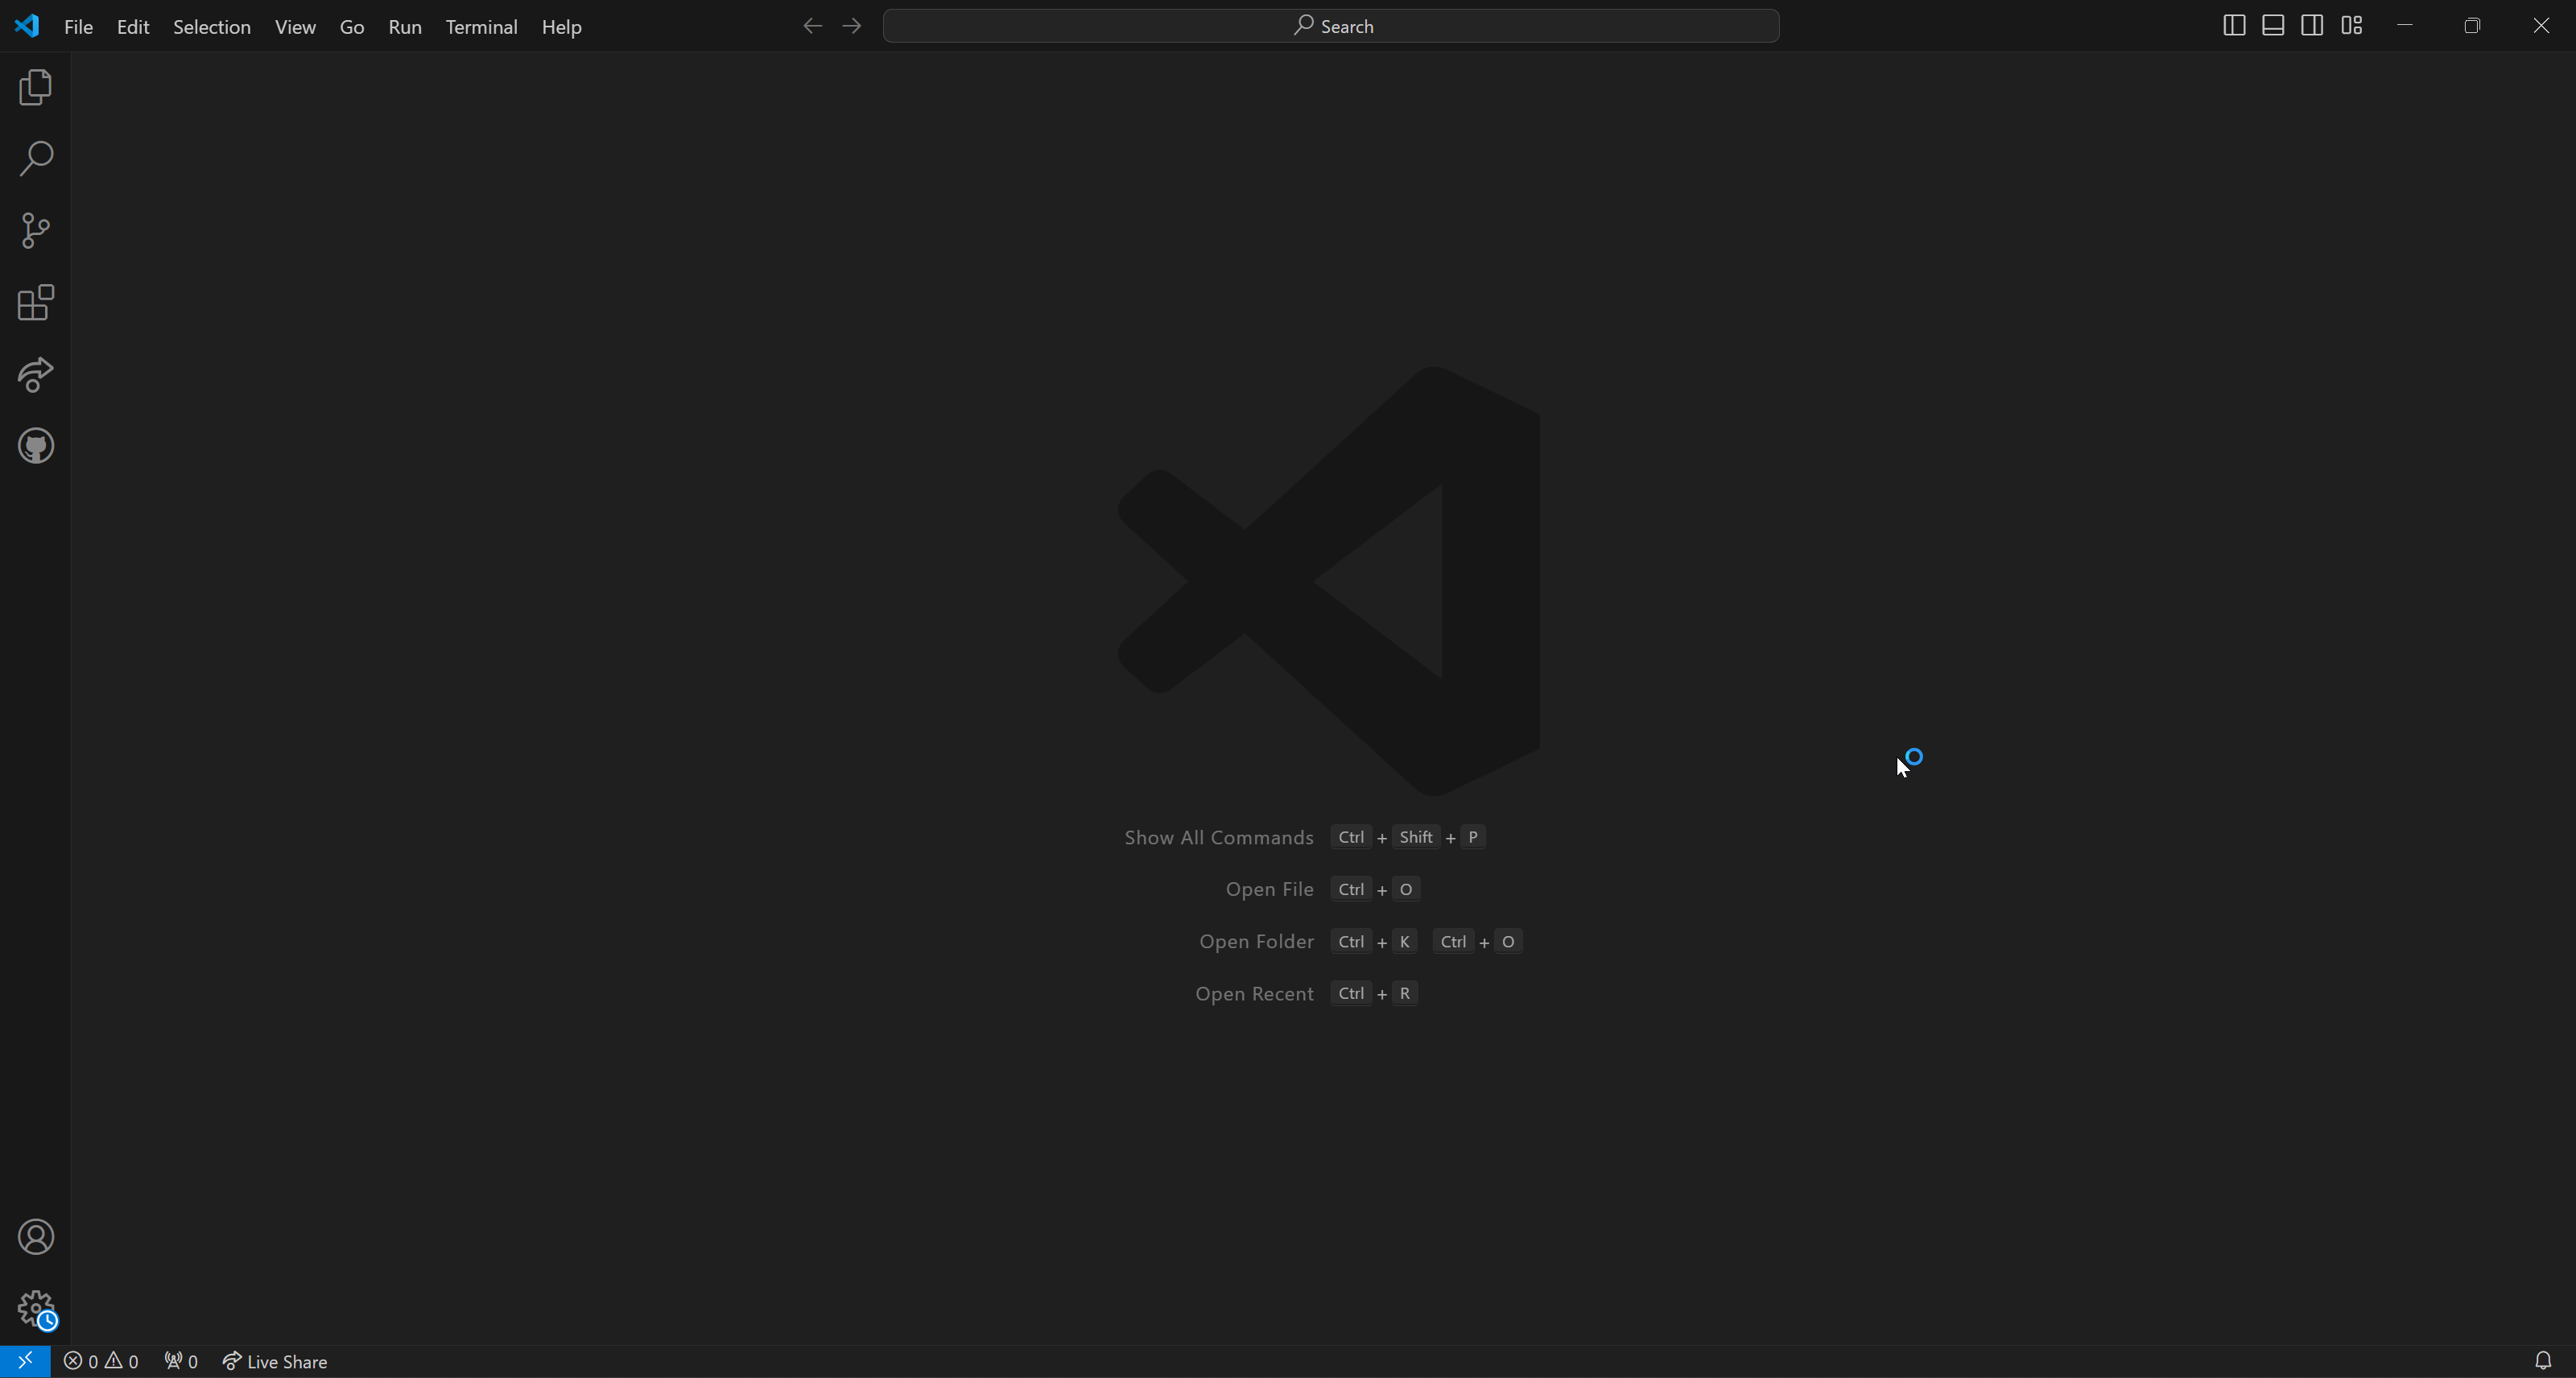 File Edit Selection View Go Run Terminal Help
Search
Show All Commands Ctrl + Shift + P
Open File Ctrl + O
Open Folder Ctrl + K Ctrl + O
Open Recent Ctrl + R
0 0 0 Live Share